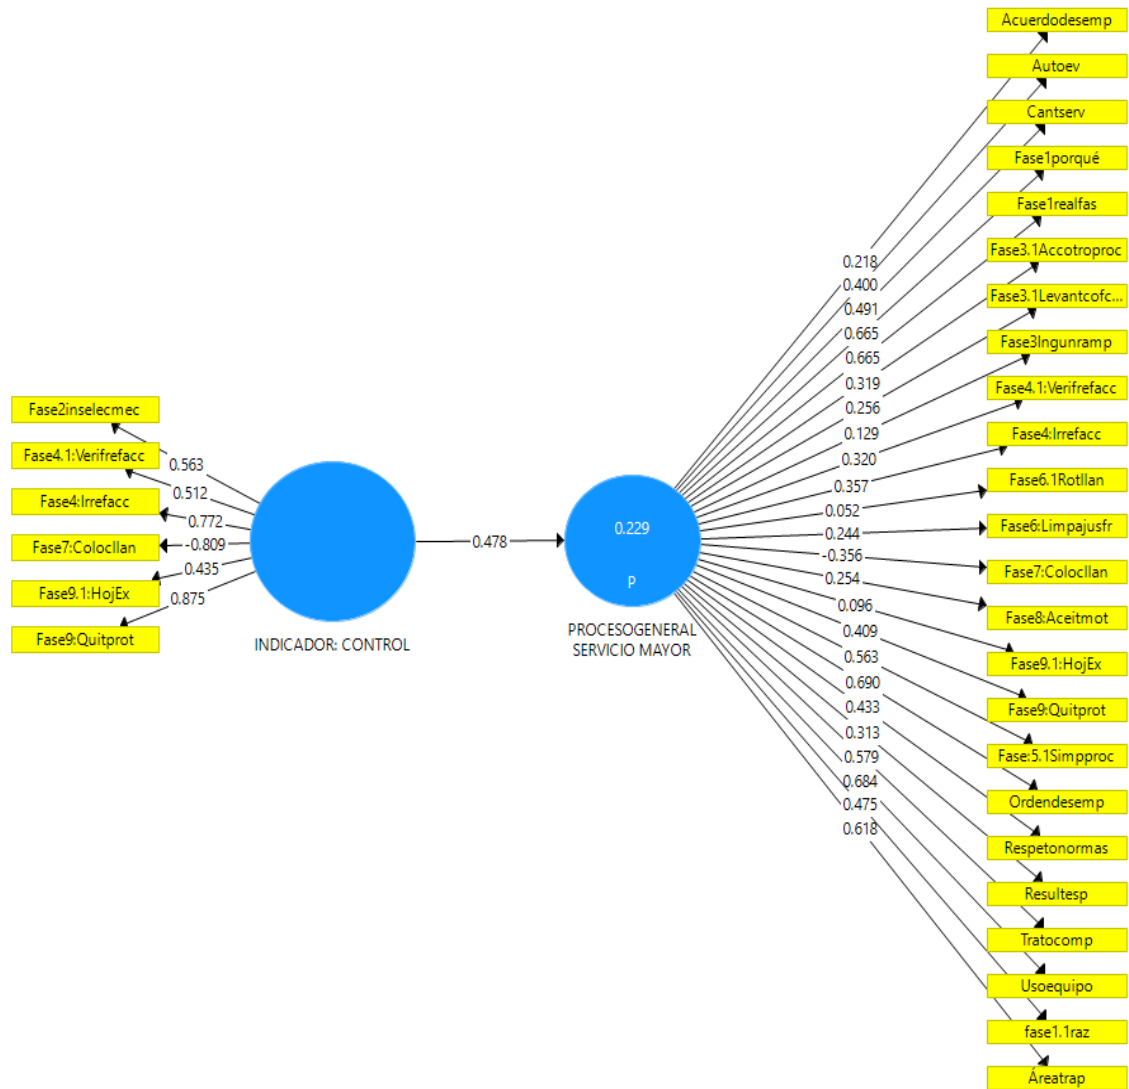 Acuerdodesemp
Autoev
Cantserv
Fase1porqué
Fase1realfas
Fase3.1Accotroproc
Fase3.1Levantcofc...
Fase3Ingunramp
Fase4.1:Verifrefacc
Fase4:Irrefacc
Fase6.1Rotllan
Fase6:Limpajusfr
Fase7:Colocllan
Fase8:Aceitmot
Fase9.1:HojEx
Fase9:Quitprot
Fase:5.1Simpproc
Ordendesemp
Respetonormas
Resultesp
Tratocomp
Usoequipo
fase1.1raz
Áreatrap
0.218
0.400
0.491
0.665
0.665
0.319
0.256
0.129
0.320
0.357
0.052
0.244
-0.356
0.254
0.096
0.409
0.563
0.690
0.433
0.313
0.579
0.684
0.475
0.618
Fase2inselecmec
Fase4.1:Verifrefacc
Fase4:Irrefacc
Fase7:Colocllan
Fase9.1:HojEx
Fase9:Quitprot
0.563
0.512
0.772
-0.809
0.435
0.875
INDICADOR: CONTROL
0.478
0.229
P
PROCESOGENERAL
SERVICIO MAYOR